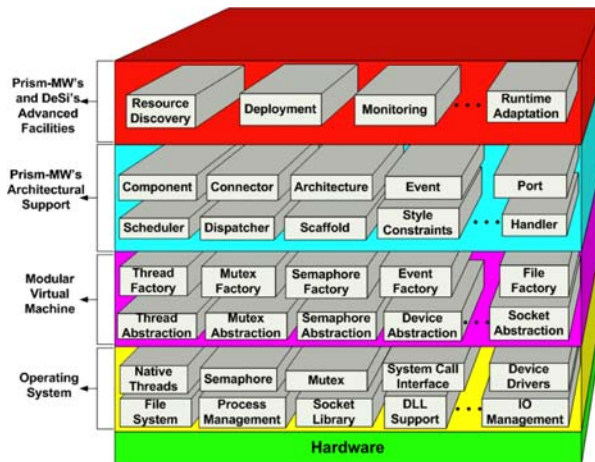 Prism-MW's
and DeSi's
Advanced
Facilities
Resource
Discovery
Deployment
Monitoring
• • •
Runtime
Adaptation
Prism-MW's
Architectural
Support
Component
Connector
Architecture
Event
Port
Scheduler
Dispatcher
Scaffold
Style
Constraints
• • •
Handler
Modular
Virtual
Machine
Thread
Factory
Mutex
Factory
Semaphore
Factory
Event
Factory
File
Factory
Thread
Abstraction
Mutex
Abstraction
Semaphore
Abstraction
Device
Abstraction
• • •
Socket
Abstraction
Operating
System
Native
Threads
Semaphore
Mutex
System Call
Interface
Device
Drivers
File
System
Process
Management
Socket
Library
DLL
Support
• • •
IO
Management
Hardware